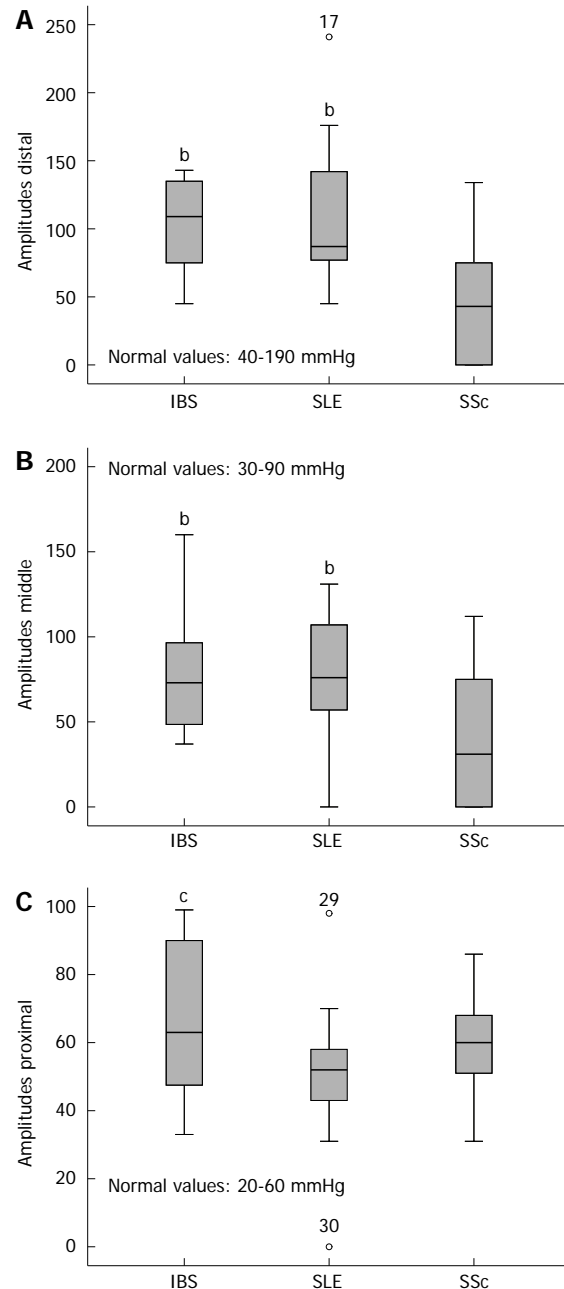 A
250
200
150
100
50
0
Amplitudes distal
17
b
b
Normal values: 40-190 mmHg
IBS SLE SSc
B
200
150
100
50
0
Amplitudes middle
Normal values: 30-90 mmHg
b
b
IBS SLE SSc
C
100
80
60
40
20
0
Amplitudes proximal
c
29
Normal values: 20-60 mmHg
30
IBS SLE SSc